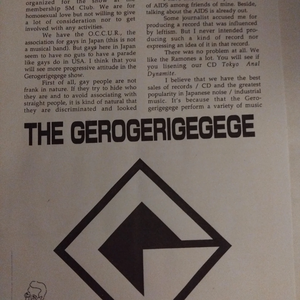 organized for the show at the
membership SM Club. We are for
homosexual love but not willing to give
a lot of consideration nor to get
involved with any activities.
We have the O.C.C.U.R., the
association for gays in Japan (this is not
a musical band). But gays here in Japan
seem to have no guts to have a parade
like gays do in USA. I think that you
will see more progressive attitude in the
Gerogerigegege show
First of all, gay people are not
frank in nature. If they try to hide who
they are and to avoid associating with
straight people, it is kind of natural that
they are discriminated and looked
of AIDS among friends of mine. Beside,
talking about the AIDS is already out.
Some journalist accused me for
producing a record that was influenced
by leftism. But I never intended pro-
ducing such a kind of record nor
expressing an idea of it in that record.
There was no problem at all. We
like the Ramones a lot. You will see if
you listening our CD Tokyo Anal
Dynamite.
I believe that we have the best
sales of records / CD and the greatest
popularity in Japanese noise / industrial
music. It's because that the Gero-
gerigegege perform a variety of music
THE GEROGERIGEGEGE